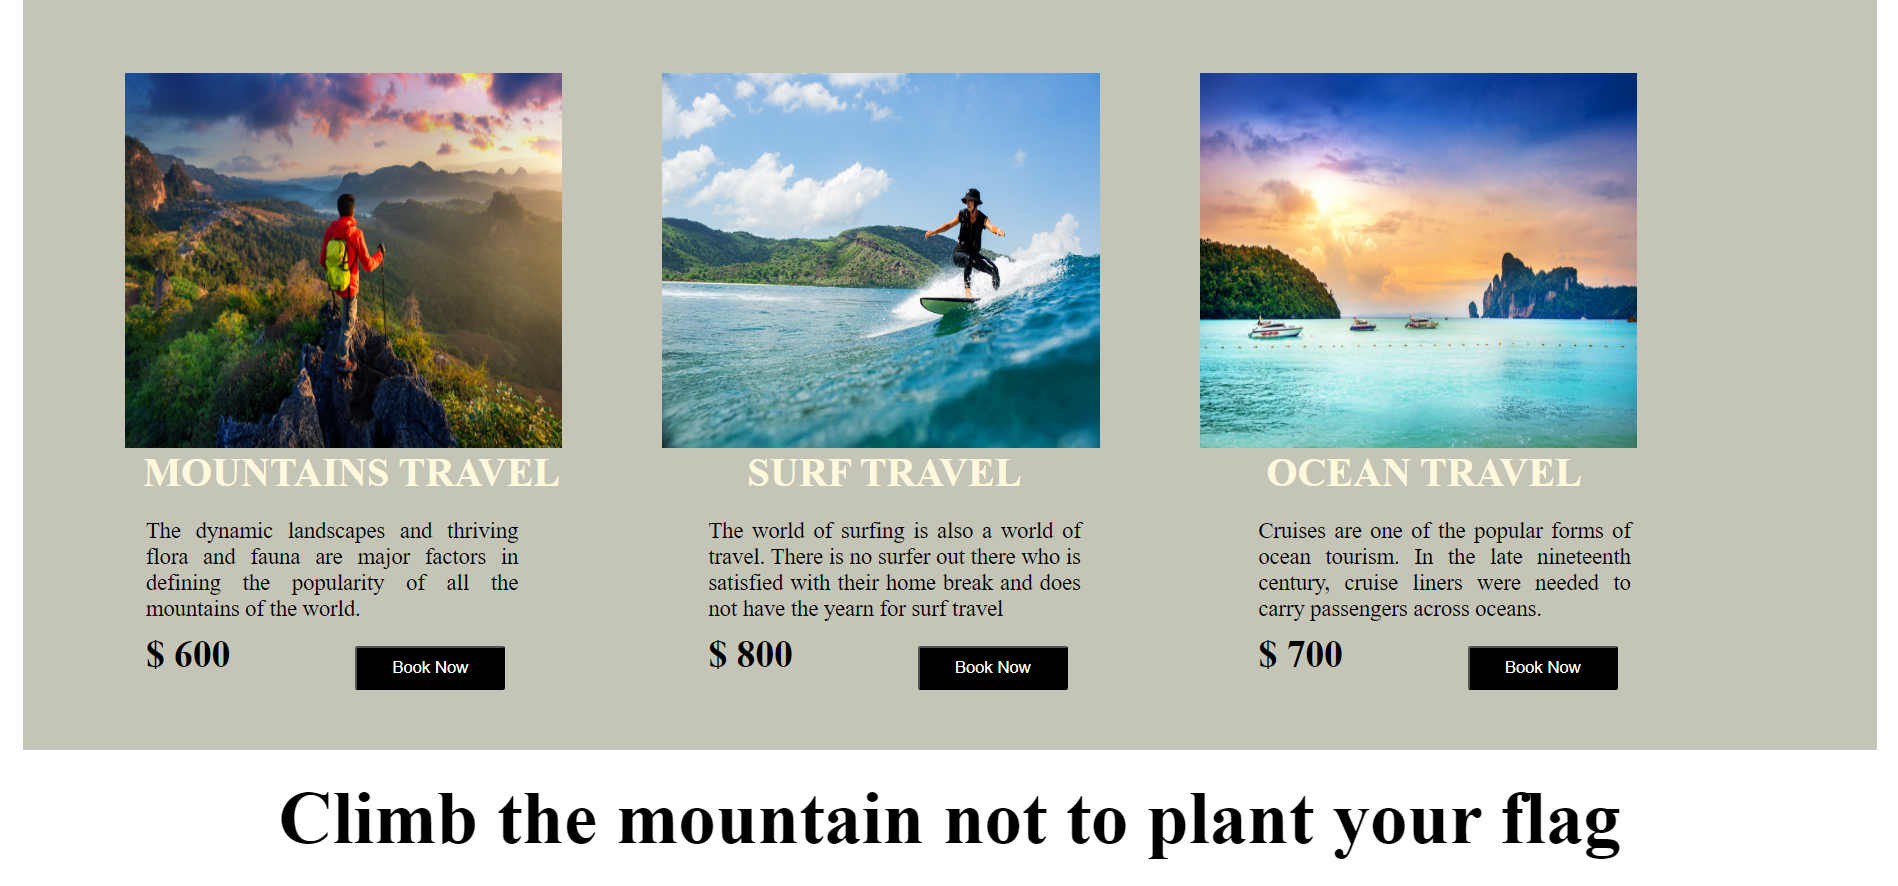 MOUNTAINS TRAVEL
The dynamic landscapes and thriving
flora and fauna are major factors in
defining the popularity of all the
mountains of the world.
$ 600
Book Now
SURF TRAVEL
The world of surfing is also a world of
travel. There is no surfer out there who is
satisfied with their home break and does
not have the yearn for surf travel
$ 800
Book Now
OCEAN TRAVEL
Cruises are one of the popular forms of
ocean tourism. In the late nineteenth
century, cruise liners were needed to
carry passengers across oceans.
$ 700
Book Now
Climb the mountain not to plant your flag